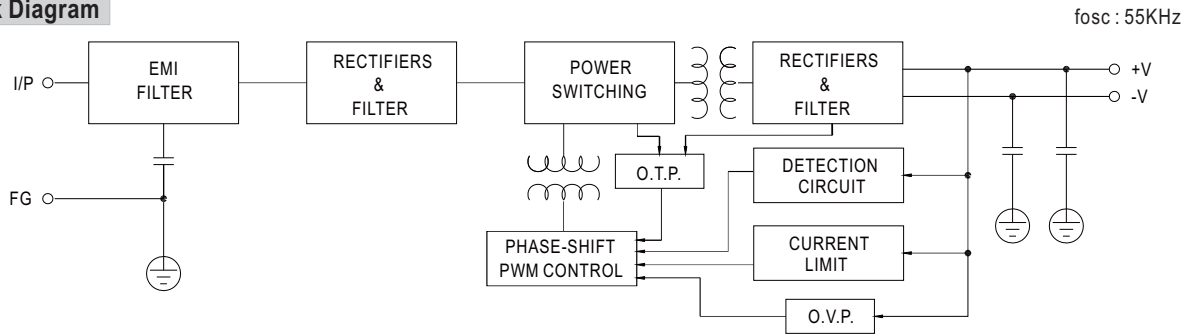 Diagram
fosc : 55KHz
I/P
EMI
FILTER
RECTIFIERS
&
FILTER
POWER
SWITCHING
RECTIFIERS
&
FILTER
+V
-V
O.T.P.
DETECTION
CIRCUIT
FG
PHASE-SHIFT
PWM CONTROL
CURRENT
LIMIT
O.V.P.